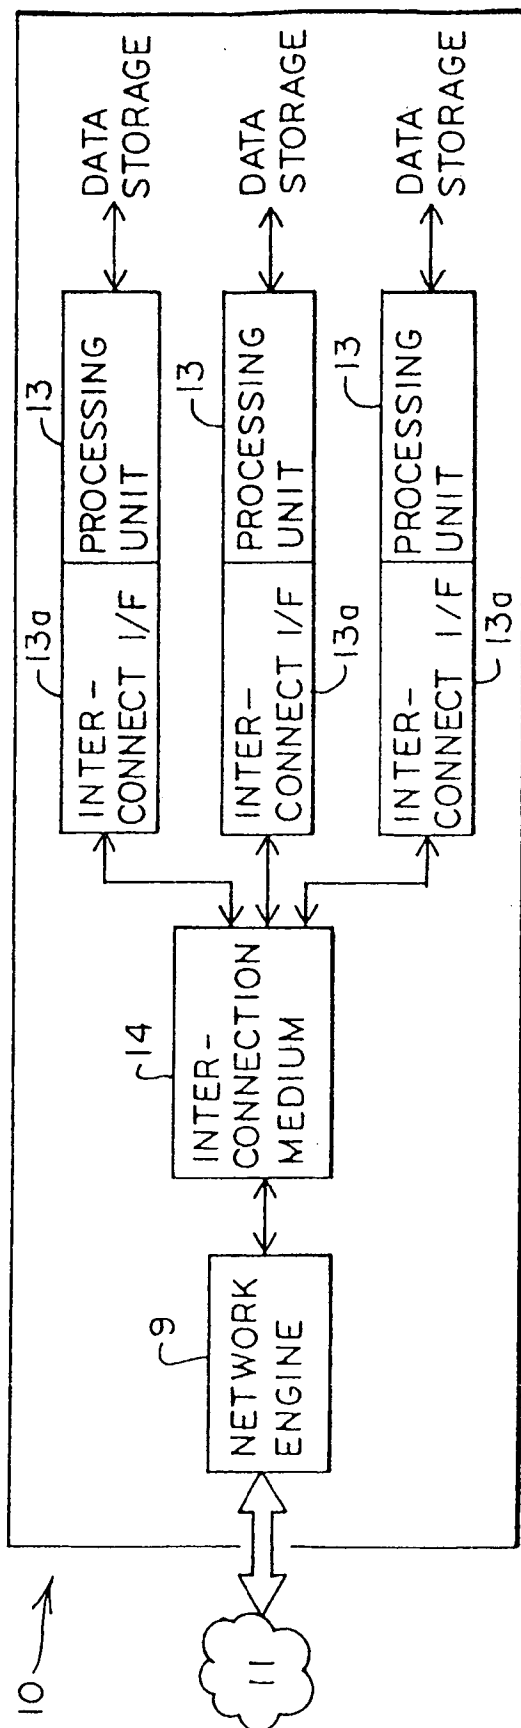 10
11
9
NETWORK
ENGINE
14
INTER-
CONNECTION
MEDIUM
13a
INTER-
CONNECT I/F
13
PROCESSING
UNIT
DATA
STORAGE
INTER-
CONNECT I/F
13a
13
PROCESSING
UNIT
DATA
STORAGE
INTER-
CONNECT I/F
13a
13
PROCESSING
UNIT
DATA
STORAGE